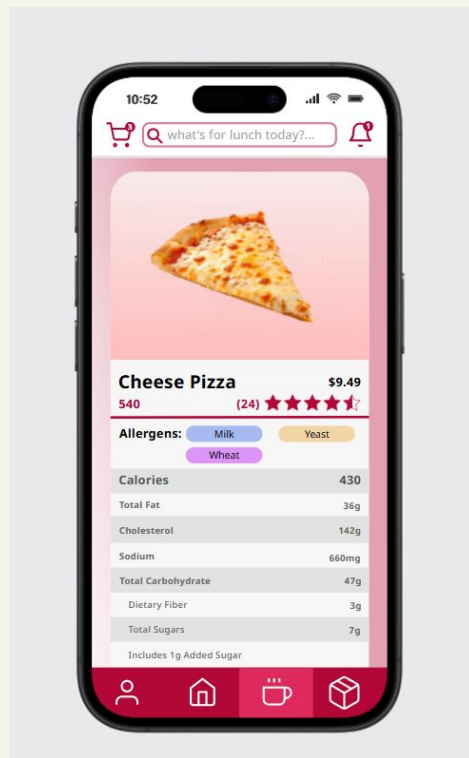 10:52
3
what's for lunch today?...
1
Cheese Pizza $9.49
540 (24)
Allergens: Milk Yeast
Wheat
Calories 430
Total Fat 36g
Cholesterol 142g
Sodium 660mg
Total Carbohydrate 47g
Dietary Fiber 3g
Total Sugars 7g
Includes 1g Added Sugar